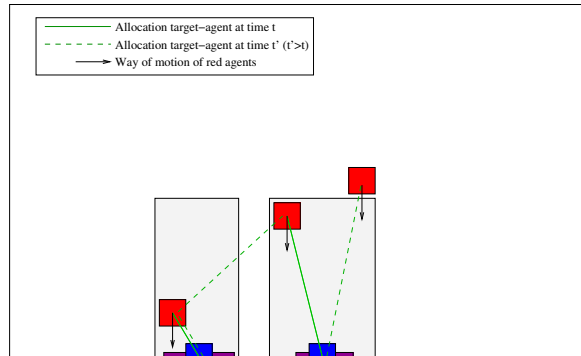 Allocation target-agent at time t
Allocation target-agent at time t' (t'>t)
Way of motion of red agents